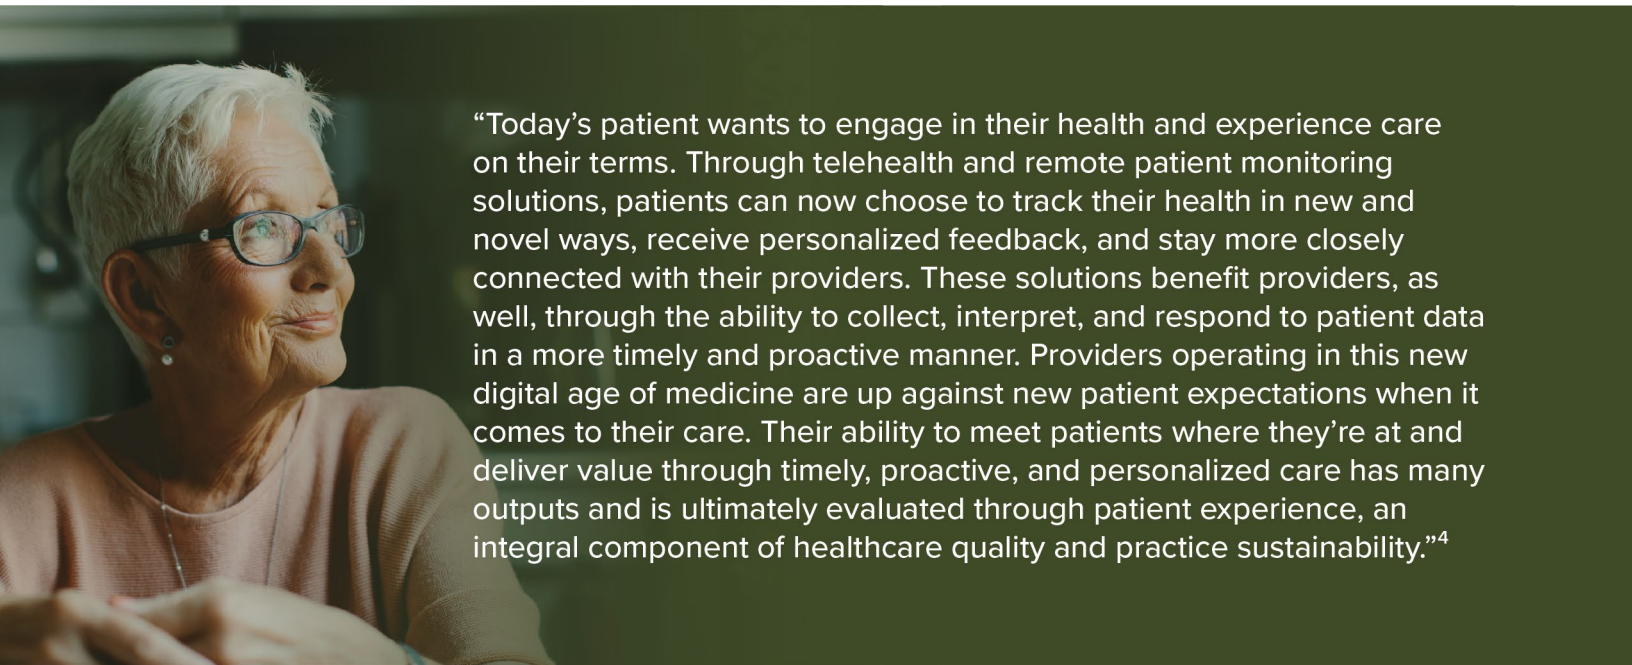 “Today’s patient wants to engage in their health and experience care
on their terms. Through telehealth and remote patient monitoring
solutions, patients can now choose to track their health in new and
novel ways, receive personalized feedback, and stay more closely
connected with their providers. These solutions benefit providers, as
well, through the ability to collect, interpret, and respond to patient data
in a more timely and proactive manner. Providers operating in this new
digital age of medicine are up against new patient expectations when it
comes to their care. Their ability to meet patients where they’re at and
deliver value through timely, proactive, and personalized care has many
outputs and is ultimately evaluated through patient experience, an
integral component of healthcare quality and practice sustainability.”⁴